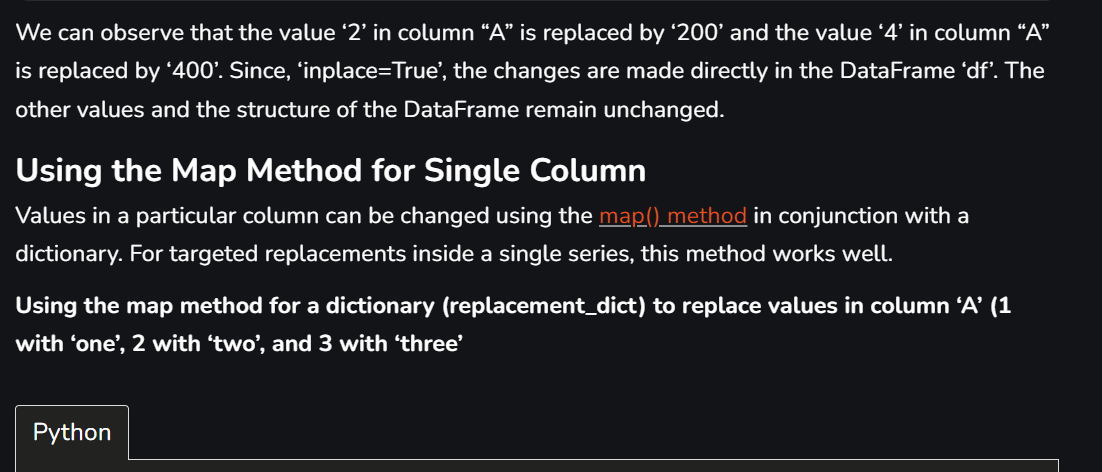 We can observe that the value ‘2’ in column “A” is replaced by ‘200’ and the value ‘4’ in column “A”
is replaced by ‘400’. Since, ‘inplace=True’, the changes are made directly in the DataFrame ‘df’. The
other values and the structure of the DataFrame remain unchanged.
Using the Map Method for Single Column
Values in a particular column can be changed using the map() method in conjunction with a
dictionary. For targeted replacements inside a single series, this method works well.
Using the map method for a dictionary (replacement_dict) to replace values in column ‘A’ (1
with ‘one’, 2 with ‘two’, and 3 with ‘three’
Python